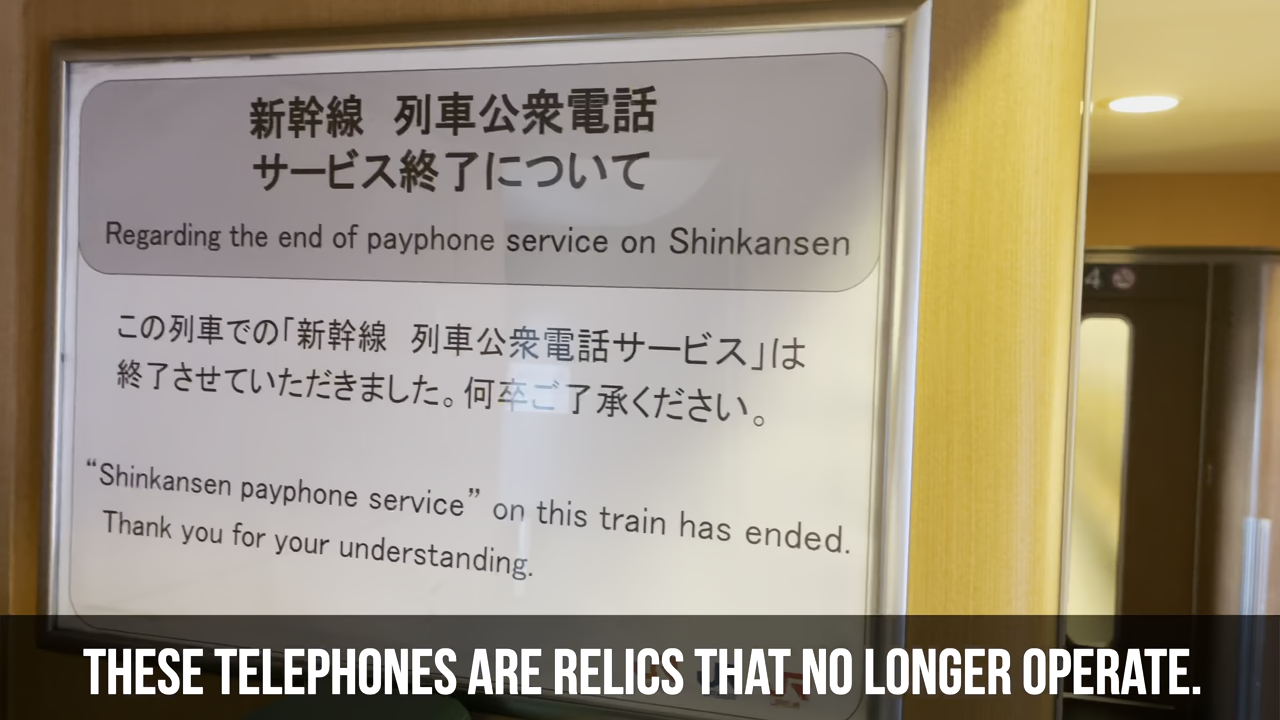 新幹線 列車公衆電話
サービス終了について
Regarding the end of payphone service on Shinkansen
この列車での「新幹線 列車公衆電話サービス」は
終了させていただきました。何卒ご了承ください。
“Shinkansen payphone service” on this train has ended.
Thank you for your understanding.
4
THESE TELEPHONES ARE RELICS THAT NO LONGER OPERATE.